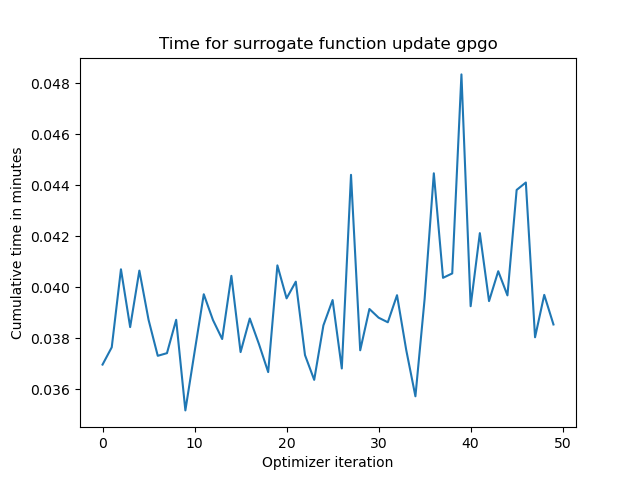 Time for surrogate function update gpgo
Cumulative time in minutes
0.048
0.046
0.044
0.042
0.040
0.038
0.036
0 10 20 30 40 50
Optimizer iteration